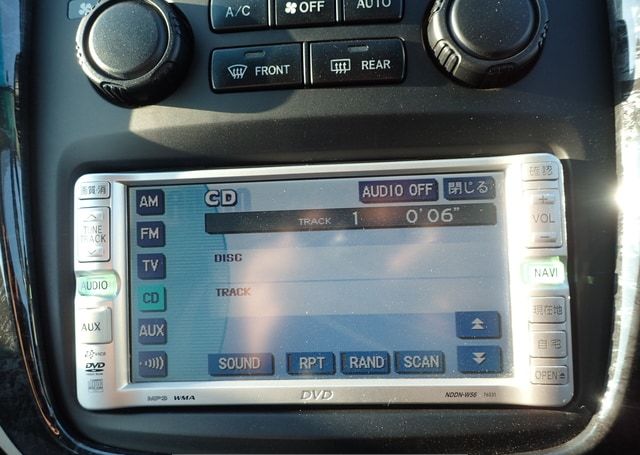 A/C
OFF
AUTO
FRONT
REAR
画質・消
TUNE
TRACK
AUDIO
AUX
DVD
AM
FM
TV
CD
AUX
CD
AUDIO OFF
閉じる
TRACK 1 0'06"
DISC
TRACK
SOUND
RPT
RAND
SCAN
確認
+
VOL
-
NAVI
現在地
自宅
OPEN
MP3 WMA
DVD
NDDN-W56